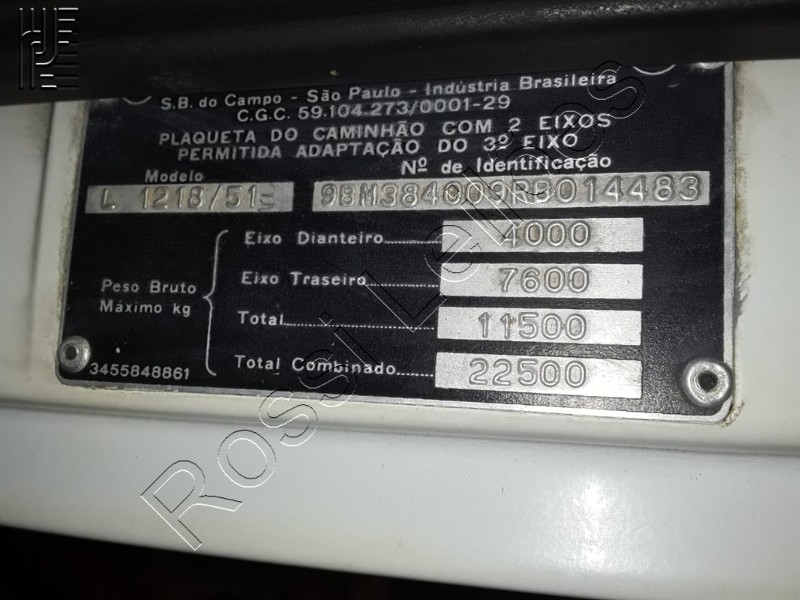 S.B. do Campo - São Paulo - Indústria Brasileira
C.G.C. 59.104.273/0001-29
PLAQUETA DO CAMINHÃO COM 2 EIXOS
PERMITIDA ADAPTAÇÃO DO 3º EIXO
Modelo Nº de Identificação
L 1218/51 9BM384009RB014483
Peso Bruto Máximo kg
Eixo Dianteiro 4000
Eixo Traseiro 7600
Total 11500
Total Combinado 22500
3455848861
Rossi Leilões